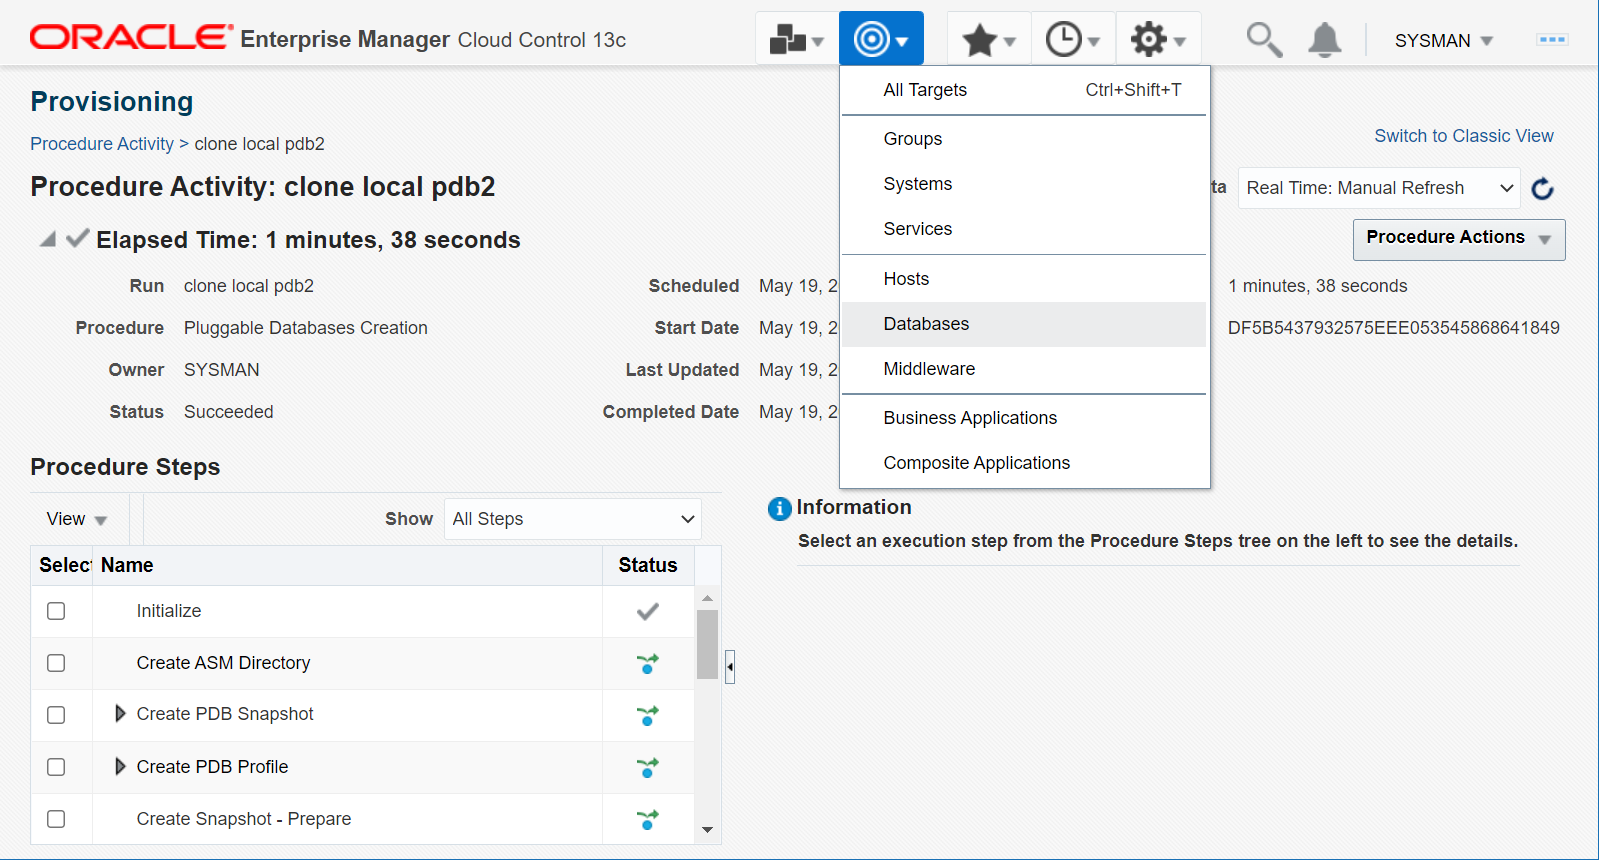 ORACLE Enterprise Manager Cloud Control 13c
SYSMAN
All Targets Ctrl+Shift+T
Groups
Systems
Services
Hosts
Databases
Middleware
Business Applications
Composite Applications
Provisioning
Procedure Activity > clone local pdb2
Switch to Classic View
Procedure Activity: clone local pdb2
ta Real Time: Manual Refresh
Elapsed Time: 1 minutes, 38 seconds
Procedure Actions
Run clone local pdb2
Procedure Pluggable Databases Creation
Owner SYSMAN
Status Succeeded
Scheduled May 19, 2
Start Date May 19, 2
Last Updated May 19, 2
Completed Date May 19, 2
1 minutes, 38 seconds
DF5B5437932575EEE053545868641849
Procedure Steps
View Show All Steps
Select Name Status
Initialize
Create ASM Directory
Create PDB Snapshot
Create PDB Profile
Create Snapshot - Prepare
Information
Select an execution step from the Procedure Steps tree on the left to see the details.